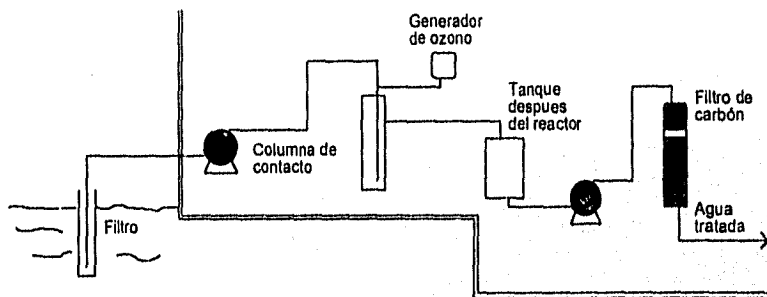 Generador
de ozono
Tanque
despues
del reactor
Filtro de
carbón
Columna de
contacto
Filtro
Agua
tratada